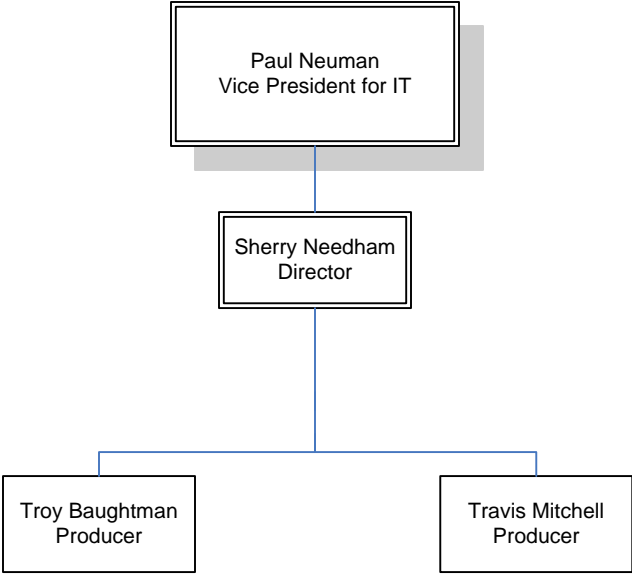 Paul Neuman
Vice President for IT
Sherry Needham
Director
Troy Baughtman
Producer
Travis Mitchell
Producer